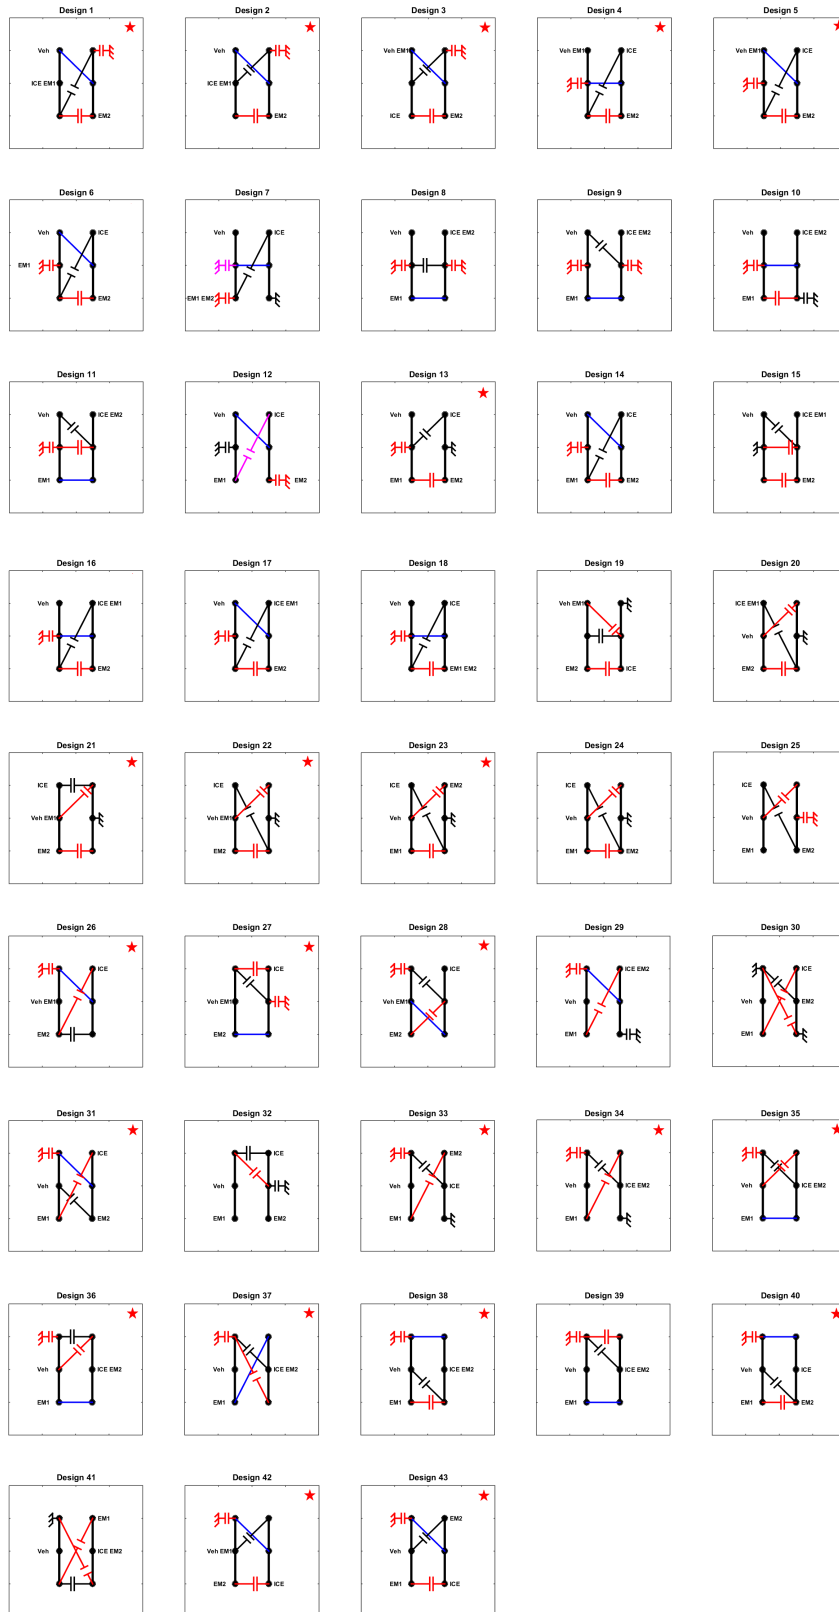 Design 1
Design 2
Design 3
Design 4
Design 5
Veh
ICE EM1
EM2
Veh
ICE EM1
EM2
Veh EM1
ICE
EM2
Veh EM1
ICE
EM2
Veh EM1
ICE
EM2
Design 6
Design 7
Design 8
Design 9
Design 10
Veh
ICE
EM1
EM2
Veh
ICE
EM1 EM2
Veh
ICE EM2
EM1
Veh
ICE EM2
EM1
Veh
ICE EM2
EM1
Design 11
Design 12
Design 13
Design 14
Design 15
Veh
ICE EM2
EM1
Veh
ICE
EM1
EM2
Veh
ICE
EM1
EM2
Veh
ICE
EM1
EM2
Veh
ICE EM1
EM2
Design 16
Design 17
Design 18
Design 19
Design 20
Veh
ICE EM1
EM2
Veh
ICE EM1
EM2
Veh
ICE
EM1 EM2
Veh EM1
EM2
ICE
ICE EM1
Veh
EM2
Design 21
Design 22
Design 23
Design 24
Design 25
ICE
Veh EM1
EM2
ICE
Veh EM1
EM2
ICE
EM2
Veh
EM1
ICE
Veh
EM1
EM2
ICE
Veh
EM1
EM2
Design 26
Design 27
Design 28
Design 29
Design 30
ICE
Veh EM1
EM2
ICE
Veh EM1
EM2
ICE
Veh EM1
EM2
ICE EM2
Veh
EM1
ICE
Veh
EM2
EM1
Design 31
Design 32
Design 33
Design 34
Design 35
ICE
Veh
EM1
EM2
ICE
Veh
EM1
EM2
EM2
Veh
ICE
EM1
Veh
ICE EM2
EM1
Veh
ICE EM2
EM1
Design 36
Design 37
Design 38
Design 39
Design 40
Veh
ICE EM2
EM1
Veh
ICE EM2
EM1
Veh
ICE EM2
EM1
Veh
ICE EM2
EM1
Veh
ICE
EM1
EM2
Design 41
Design 42
Design 43
EM1
Veh
ICE EM2
Veh EM1
EM2
ICE
EM2
Veh
EM1
ICE